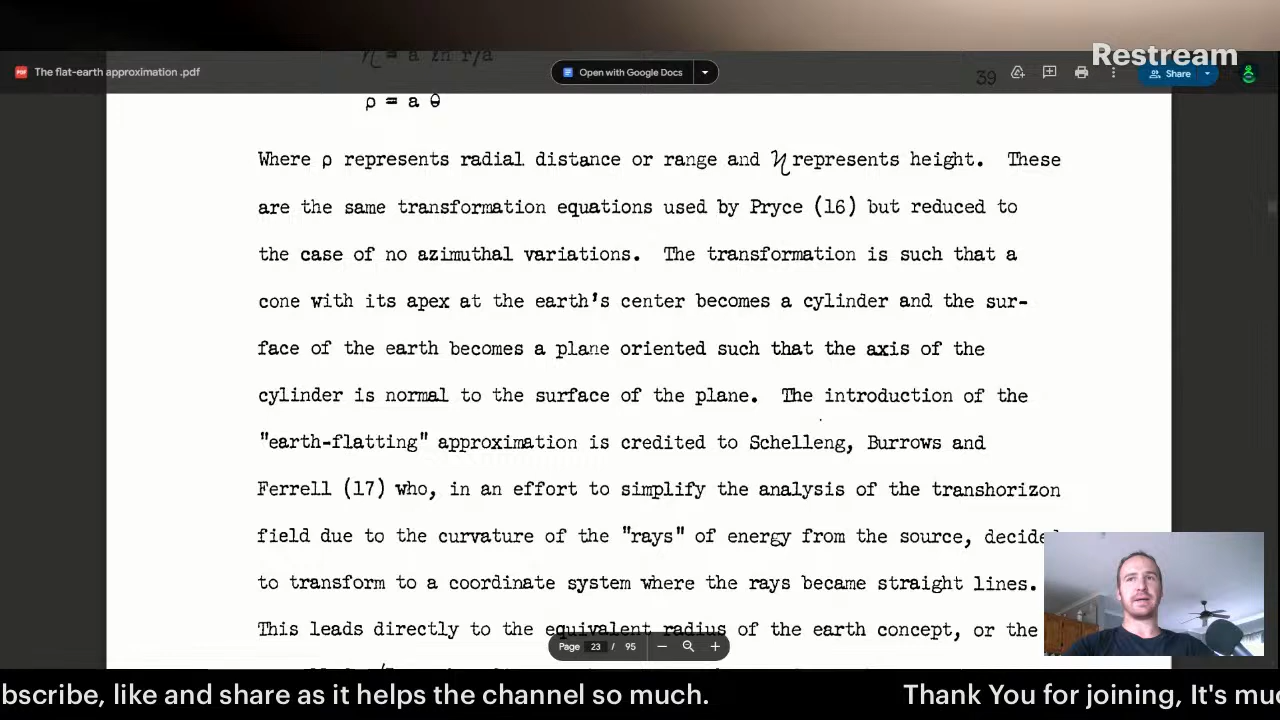 η = a ln r/a
Restream
The flat-earth approximation .pdf
Open with Google Docs
39
Share
ρ = a θ
Where ρ represents radial distance or range and η represents height. These
are the same transformation equations used by Pryce (16) but reduced to
the case of no azimuthal variations. The transformation is such that a
cone with its apex at the earth's center becomes a cylinder and the sur-
face of the earth becomes a plane oriented such that the axis of the
cylinder is normal to the surface of the plane. The introduction of the
"earth-flatting" approximation is credited to Schelleng, Burrows and
Ferrell (17) who, in an effort to simplify the analysis of the transhorizon
field due to the curvature of the "rays" of energy from the source, decided
to transform to a coordinate system where the rays became straight lines.
This leads directly to the equivalent radius of the earth concept, or the
Page 23 / 95
bscribe, like and share as it helps the channel so much. Thank You for joining, It's muc